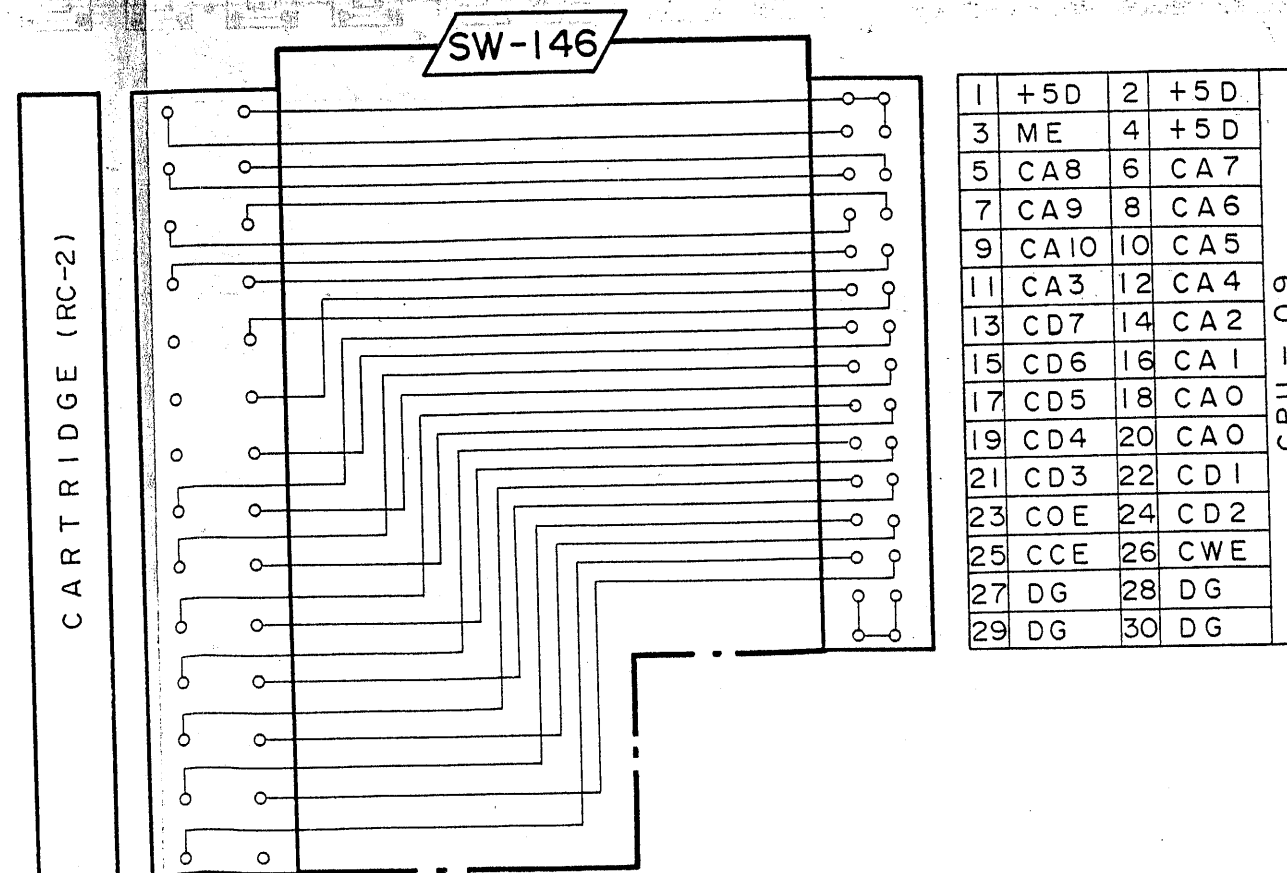 SW-146
CARTRIDGE (RC-2)
1 +5D 2 +5D
3 ME 4 +5D
5 CA8 6 CA7
7 CA9 8 CA6
9 CA10 10 CA5
11 CA3 12 CA4
13 CD7 14 CA2
15 CD6 16 CA1
17 CD5 18 CA0
19 CD4 20 CA0
21 CD3 22 CD1
23 COE 24 CD2
25 CCE 26 CWE
27 DG 28 DG
29 DG 30 DG